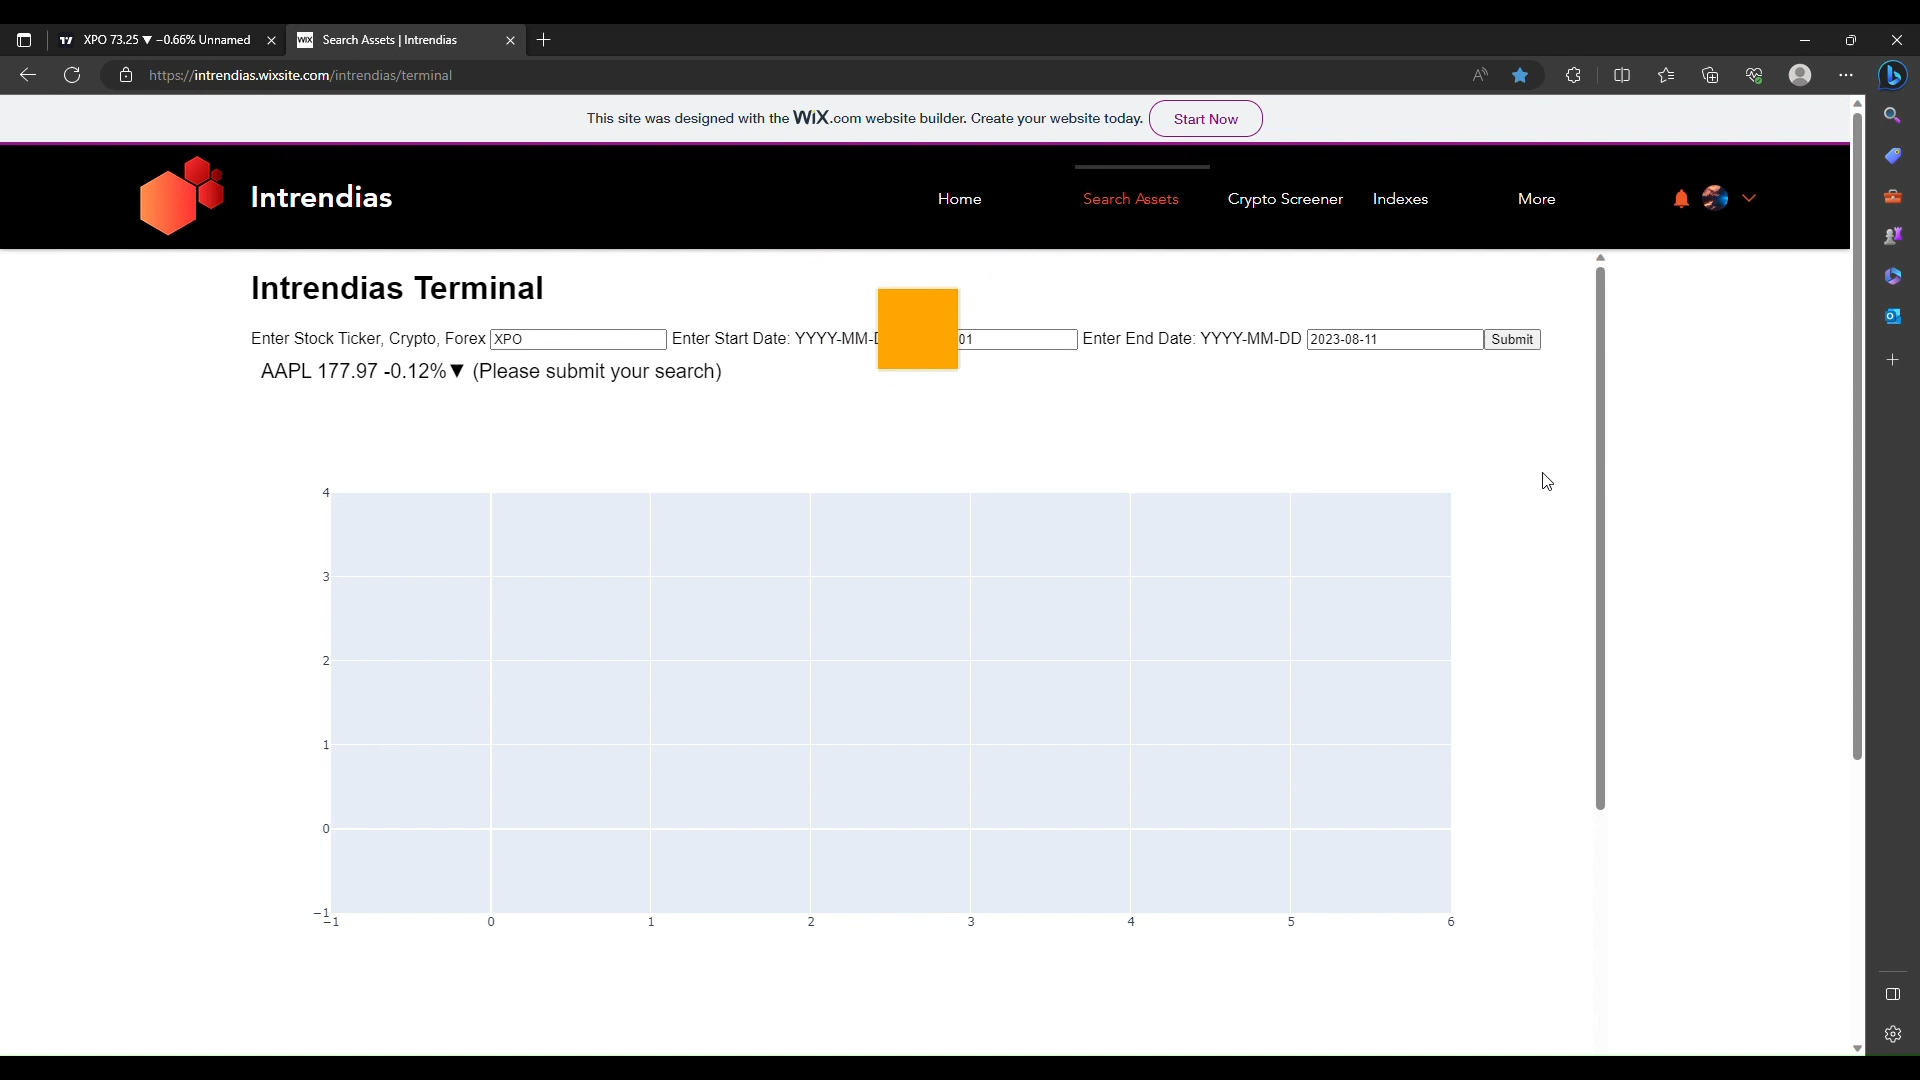 XPO 73.25 ▼ −0.66% Unnamed
Search Assets | Intrendias
https://intrendias.wixsite.com/intrendias/terminal
This site was designed with the WiX.com website builder. Create your website today. Start Now
Intrendias
Home Search Assets Crypto Screener Indexes More
Intrendias Terminal
Enter Stock Ticker, Crypto, Forex XPO Enter Start Date: 01 Enter End Date: YYYY-MM-DD 2023-08-11 Submit
AAPL 177.97 -0.12%▼ (Please submit your search)
4
3
2
1
0
−1
−1 0 1 2 3 4 5 6